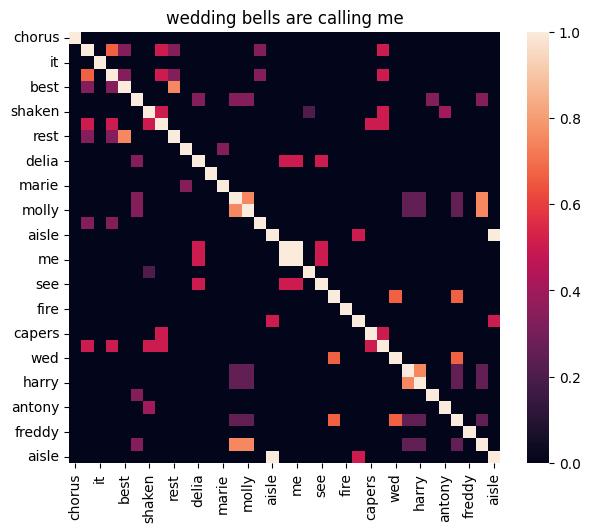 wedding bells are calling me
chorus
it
best
shaken
rest
delia
marie
molly
aisle
me
see
fire
capers
wed
harry
antony
freddy
aisle
1.0
0.8
0.6
0.4
0.2
0.0
chorus it best shaken rest delia marie molly aisle me see fire capers wed harry antony freddy aisle